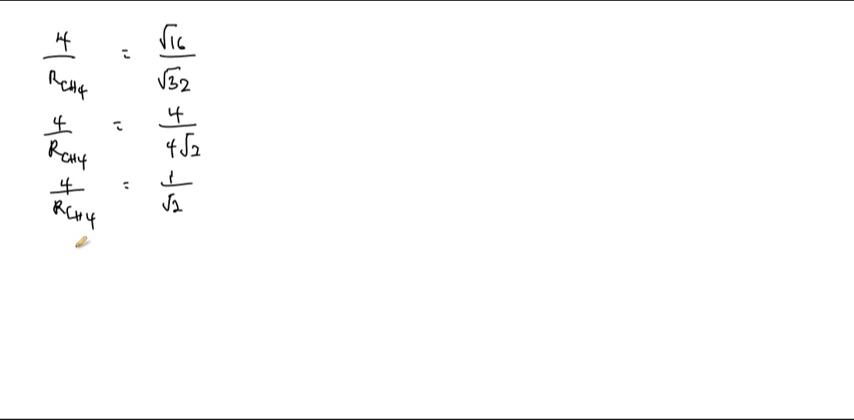 4/R_CH4 = √16/√32
4/R_CH4 = 4/4√2
4/R_CH4 = 1/√2